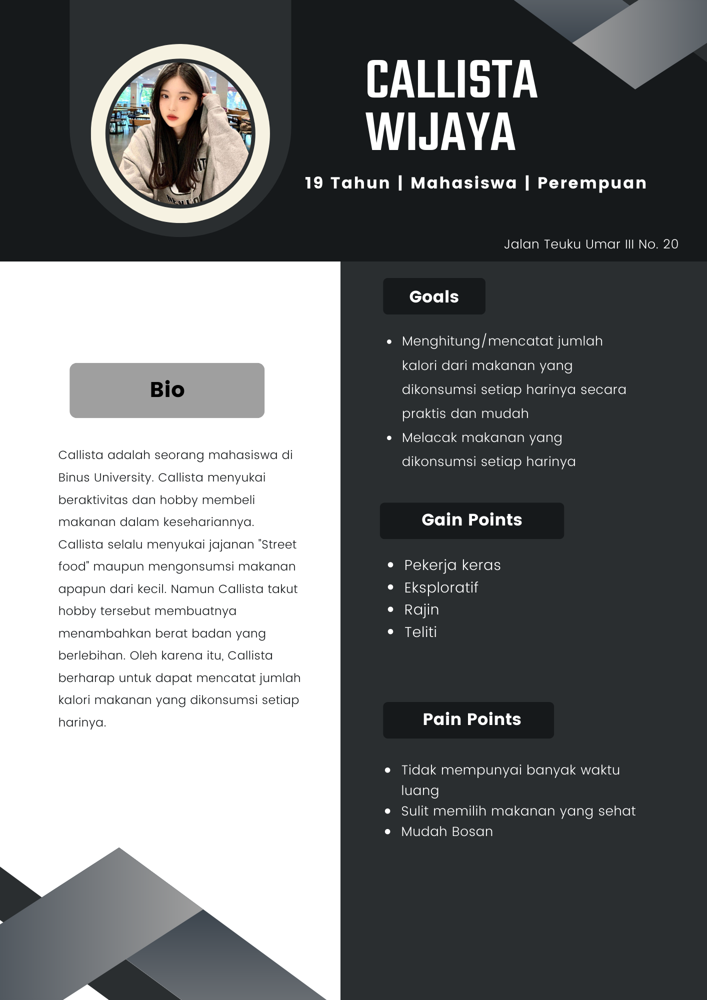 CALLISTA
WIJAYA
19 Tahun | Mahasiswa | Perempuan
Jalan Teuku Umar III No. 20
Bio
Callista adalah seorang mahasiswa di
Binus University. Callista menyukai
beraktivitas dan hobby membeli
makanan dalam kesehariannya.
Callista selalu menyukai jajanan "Street
food" maupun mengonsumsi makanan
apapun dari kecil. Namun Callista takut
hobby tersebut membuatnya
menambahkan berat badan yang
berlebihan. Oleh karena itu, Callista
berharap untuk dapat mencatat jumlah
kalori makanan yang dikonsumsi setiap
harinya.
Goals
• Menghitung/mencatat jumlah
kalori dari makanan yang
dikonsumsi setiap harinya secara
praktis dan mudah
• Melacak makanan yang
dikonsumsi setiap harinya
Gain Points
• Pekerja keras
• Eksploratif
• Rajin
• Teliti
Pain Points
• Tidak mempunyai banyak waktu
luang
• Sulit memilih makanan yang sehat
• Mudah Bosan